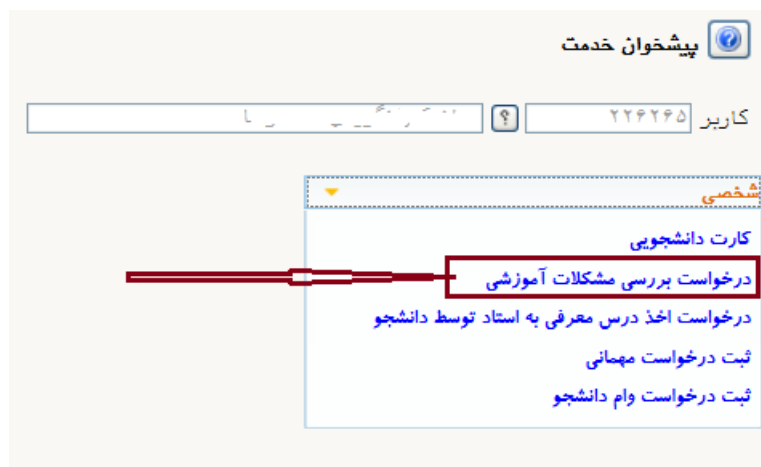 پیشخوان خدمت
کاربر ۲۲۶۲۶۵ ؟
شخصی
کارت دانشجویی
درخواست بررسی مشکلات آموزشی
درخواست اخذ درس معرفی به استاد توسط دانشجو
ثبت درخواست مهمانی
ثبت درخواست وام دانشجو